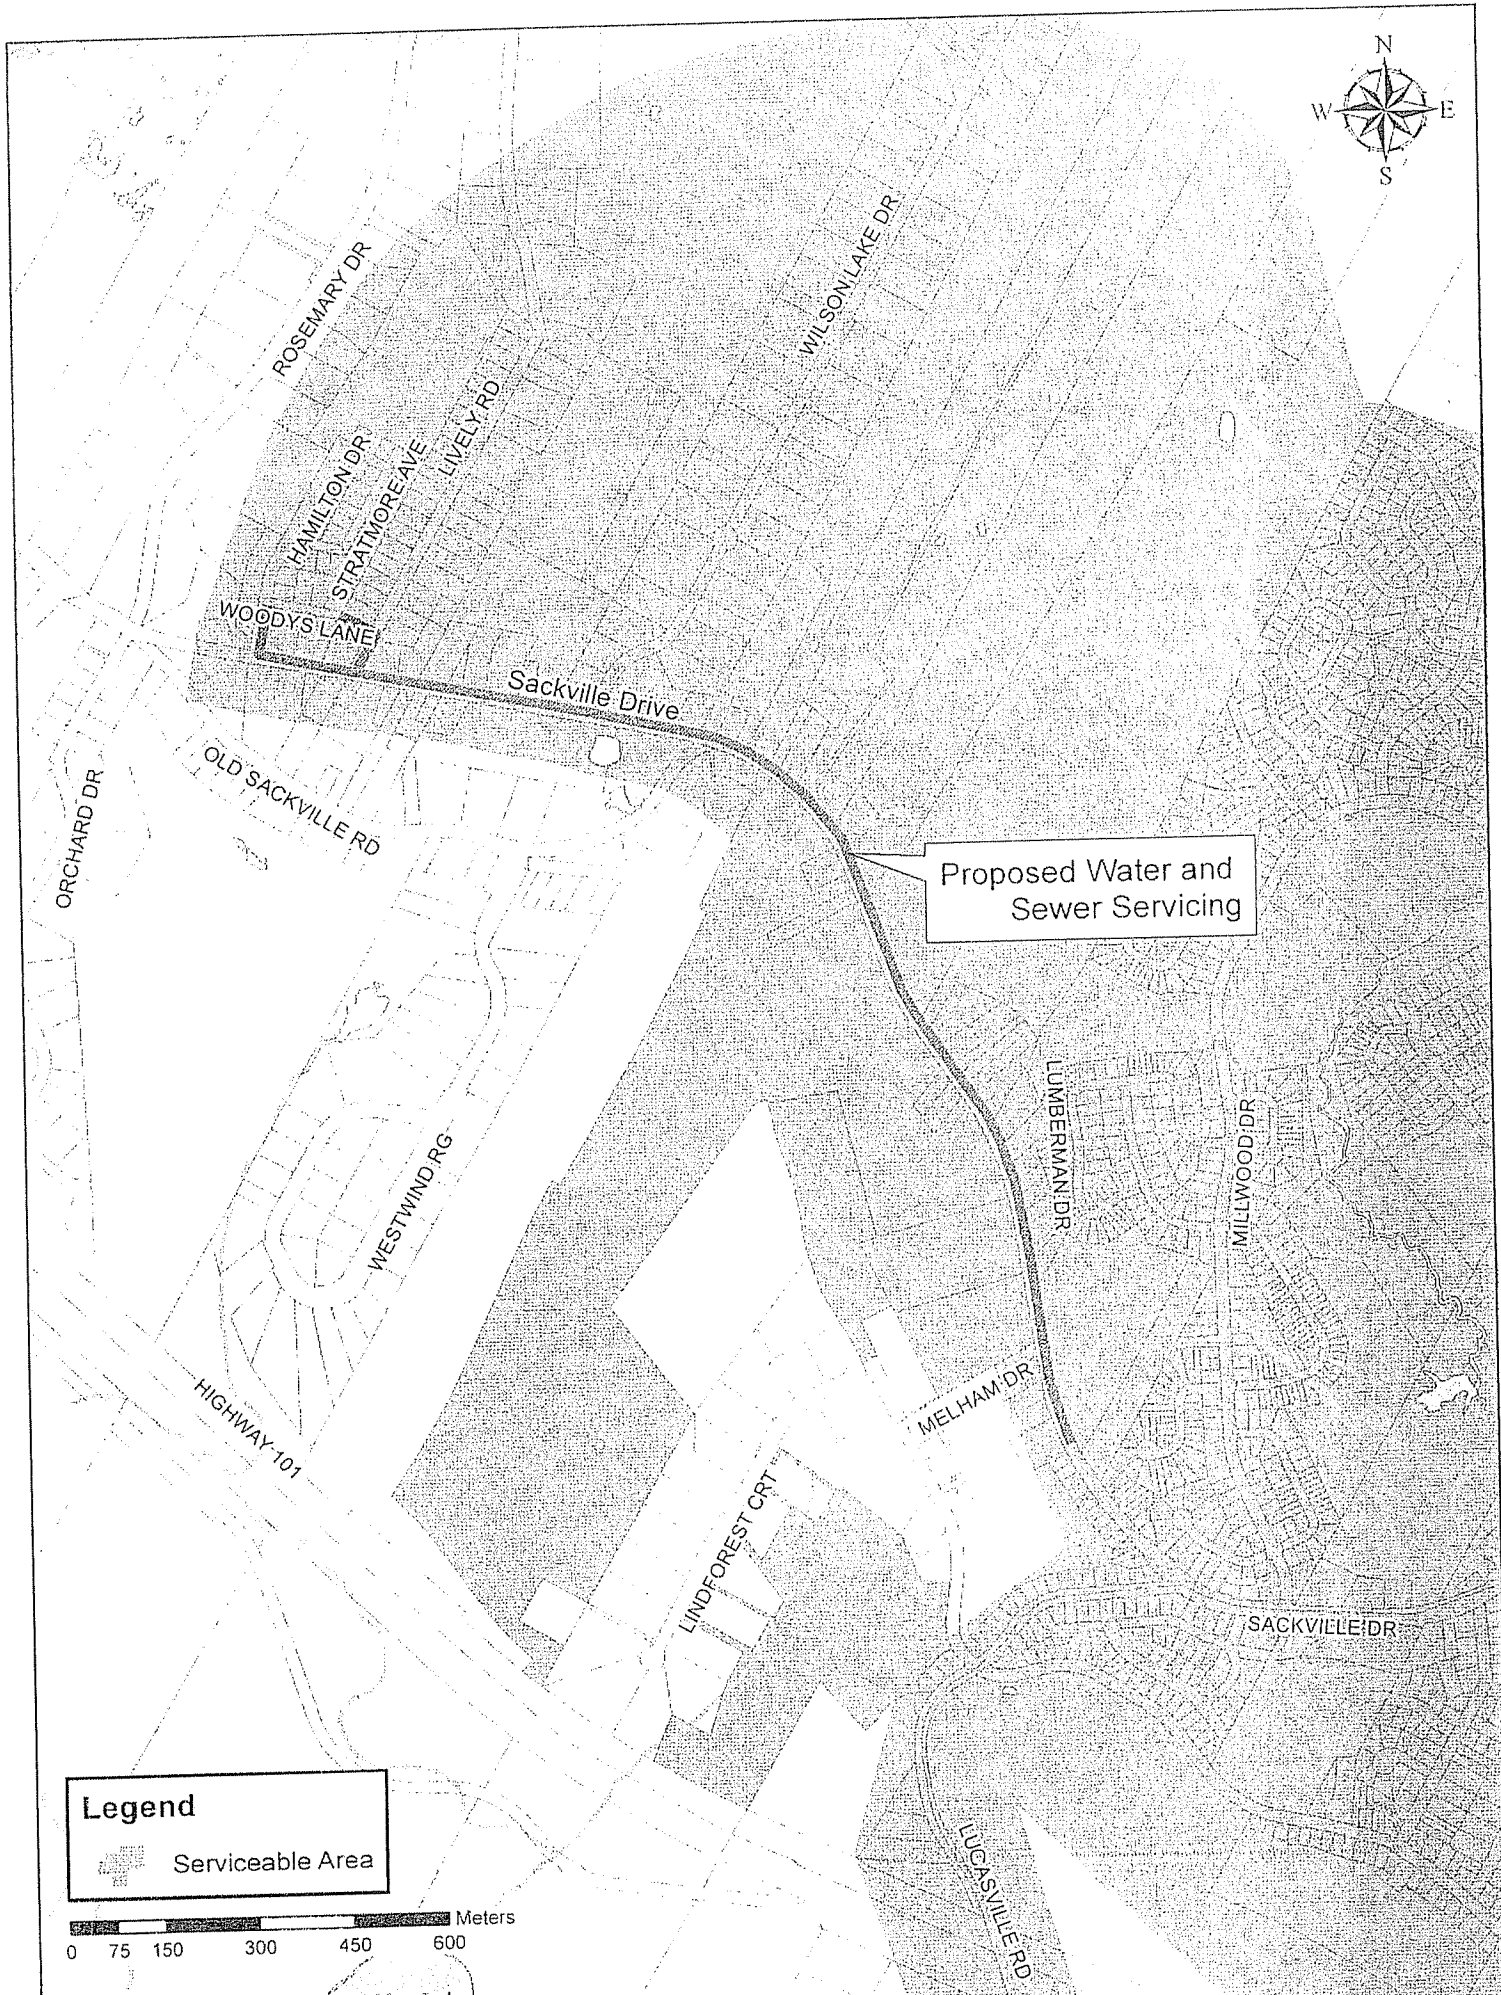 N
W E
S
ROSEMARY DR
WILSON LAKE DR
HAMILTON DR
STRATMORE AVE
LIVELY RD
WOODYS LANE
Sackville Drive
OLD SACKVILLE RD
ORCHARD DR
Proposed Water and
Sewer Servicing
LUMBERMAN DR
MILLWOOD DR
WESTWIND RG
MELHAM DR
HIGHWAY 101
LINDFOREST CRT
SACKVILLE DR
LUCASVILLE RD
Legend
Serviceable Area
Meters
0 75 150 300 450 600